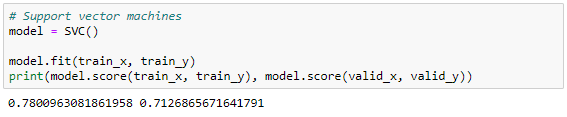 # Support vector machines
model = SVC()
model.fit(train_x, train_y)
print(model.score(train_x, train_y), model.score(valid_x, valid_y))
0.7800963081861958 0.7126865671641791